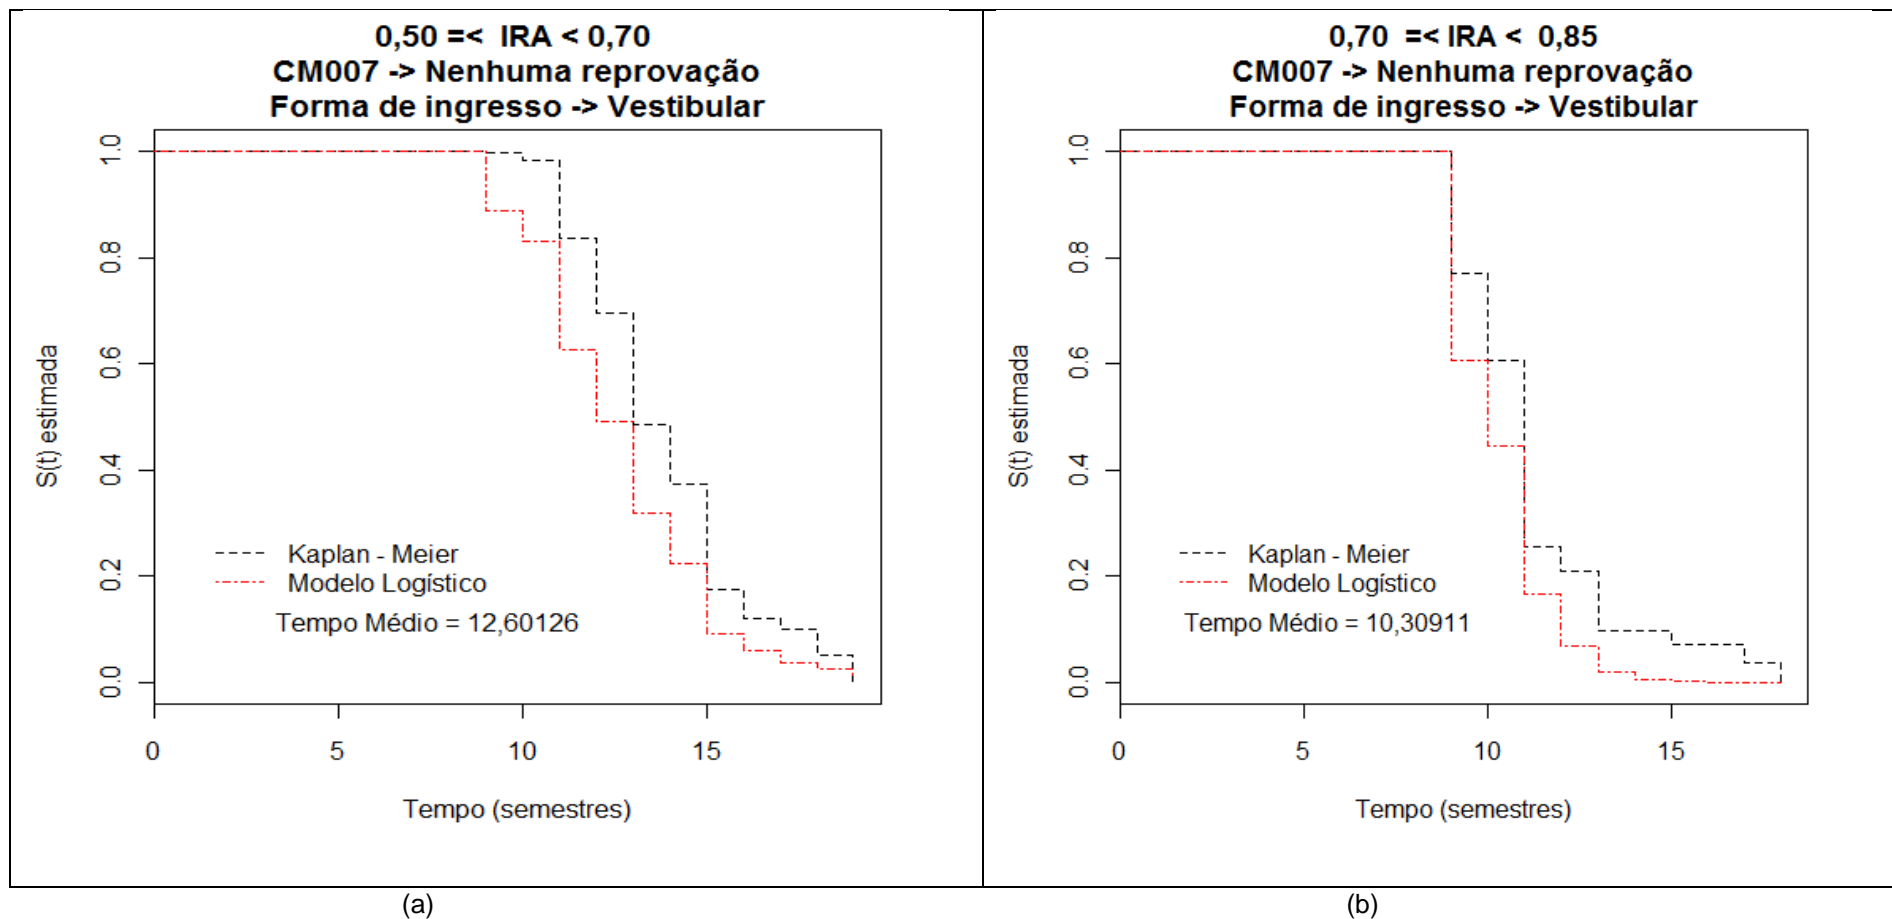 0,50 =< IRA < 0,70
CM007 -> Nenhuma reprovação
Forma de ingresso -> Vestibular
S(t) estimada
1.0
0.8
0.6
0.4
0.2
0.0
Kaplan - Meier
Modelo Logístico
Tempo Médio = 12,60126
0 5 10 15
Tempo (semestres)
(a)
0,70 =< IRA < 0,85
CM007 -> Nenhuma reprovação
Forma de ingresso -> Vestibular
S(t) estimada
1.0
0.8
0.6
0.4
0.2
0.0
Kaplan - Meier
Modelo Logístico
Tempo Médio = 10,30911
0 5 10 15
Tempo (semestres)
(b)